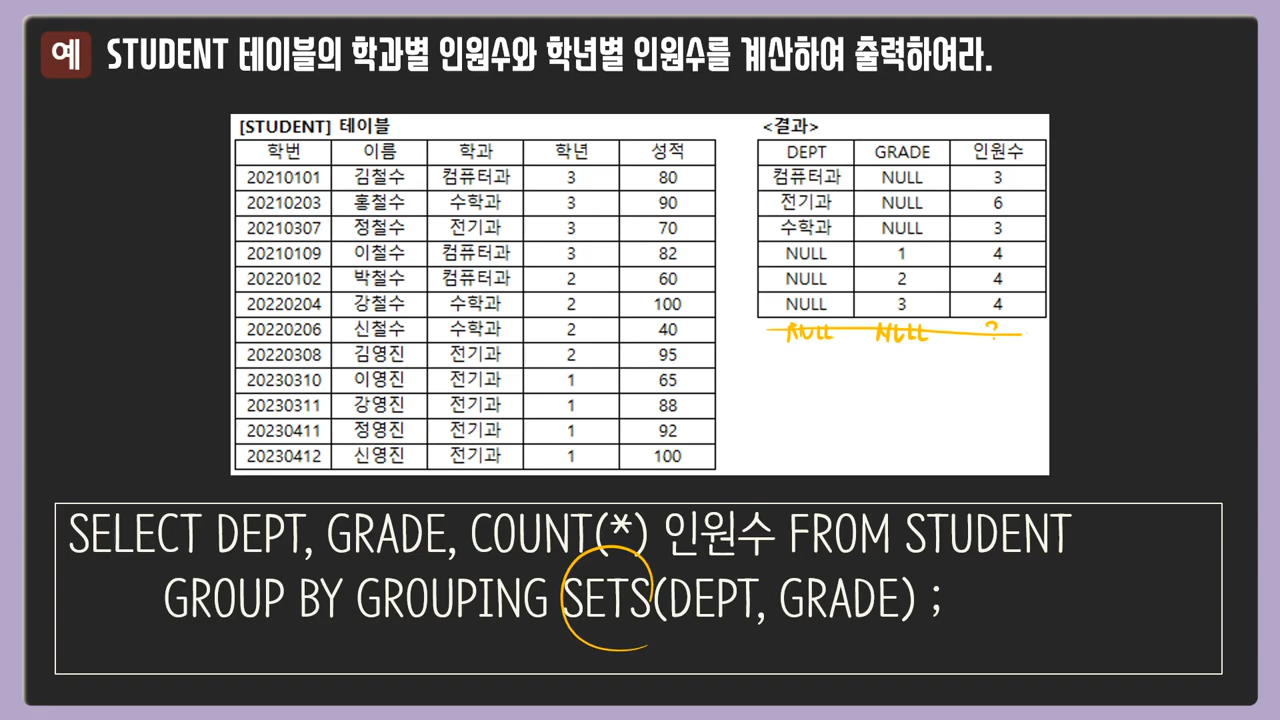 예 STUDENT 테이블의 학과별 인원수와 학년별 인원수를 계산하여 출력하여라.
[STUDENT] 테이블
학번 이름 학과 학년 성적
20210101 김철수 컴퓨터과 3 80
20210203 홍철수 수학과 3 90
20210307 정철수 전기과 3 70
20210109 이철수 컴퓨터과 3 82
20220102 박철수 컴퓨터과 2 60
20220204 강철수 수학과 2 100
20220206 신철수 수학과 2 40
20220308 김영진 전기과 2 95
20230310 이영진 전기과 1 65
20230311 강영진 전기과 1 88
20230411 정영진 전기과 1 92
20230412 신영진 전기과 1 100
<결과>
DEPT GRADE 인원수
컴퓨터과 NULL 3
전기과 NULL 6
수학과 NULL 3
NULL 1 4
NULL 2 4
NULL 3 4
NULL NULL ?
SELECT DEPT, GRADE, COUNT(*) 인원수 FROM STUDENT
GROUP BY GROUPING SETS(DEPT, GRADE) ;